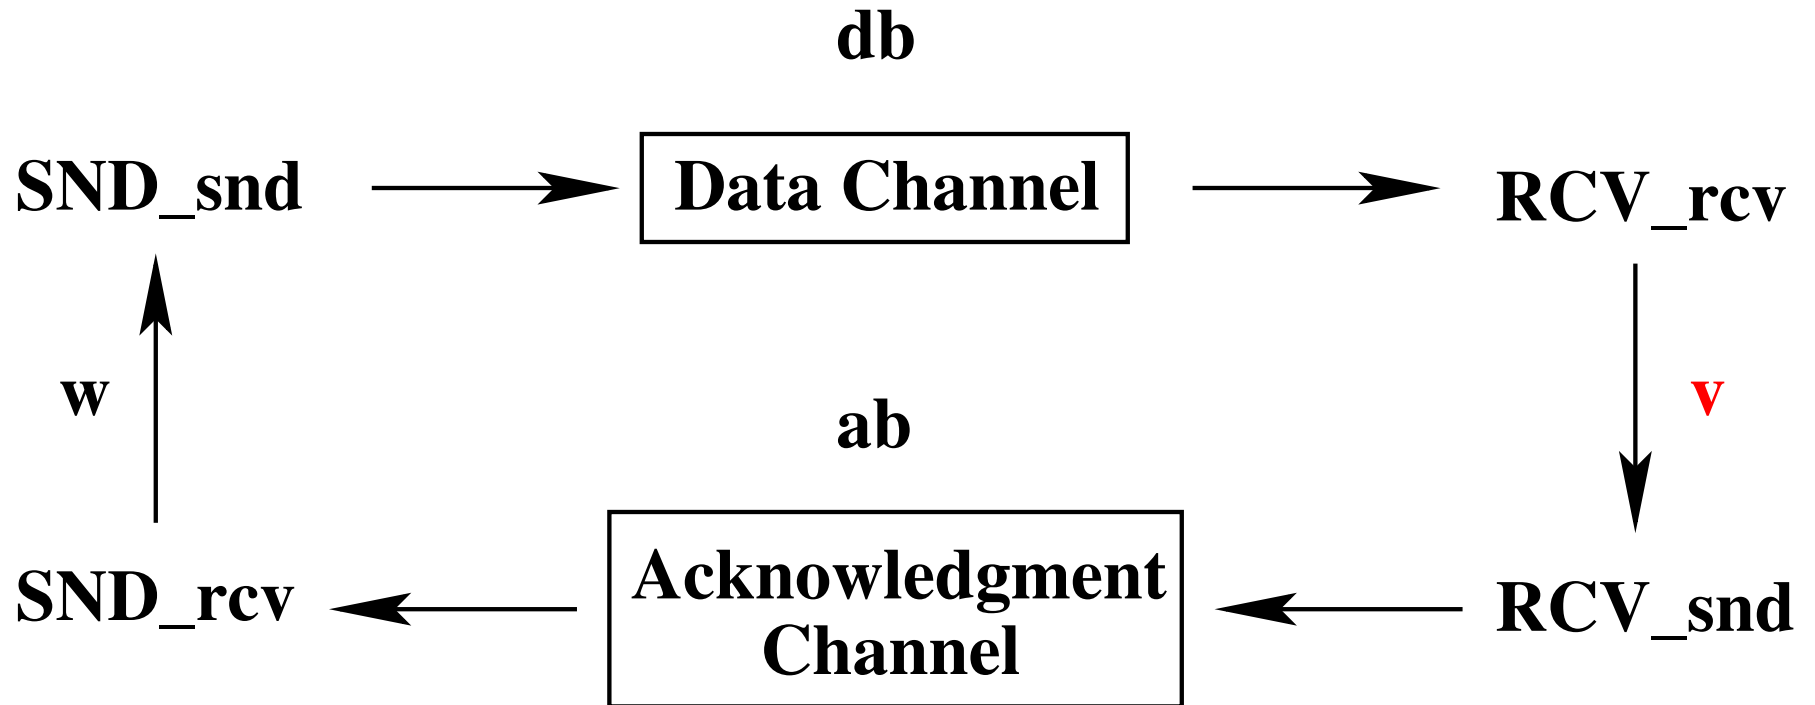 db
SND_snd
Data Channel
RCV_rcv
w
v
ab
SND_rcv
Acknowledgment
Channel
RCV_snd